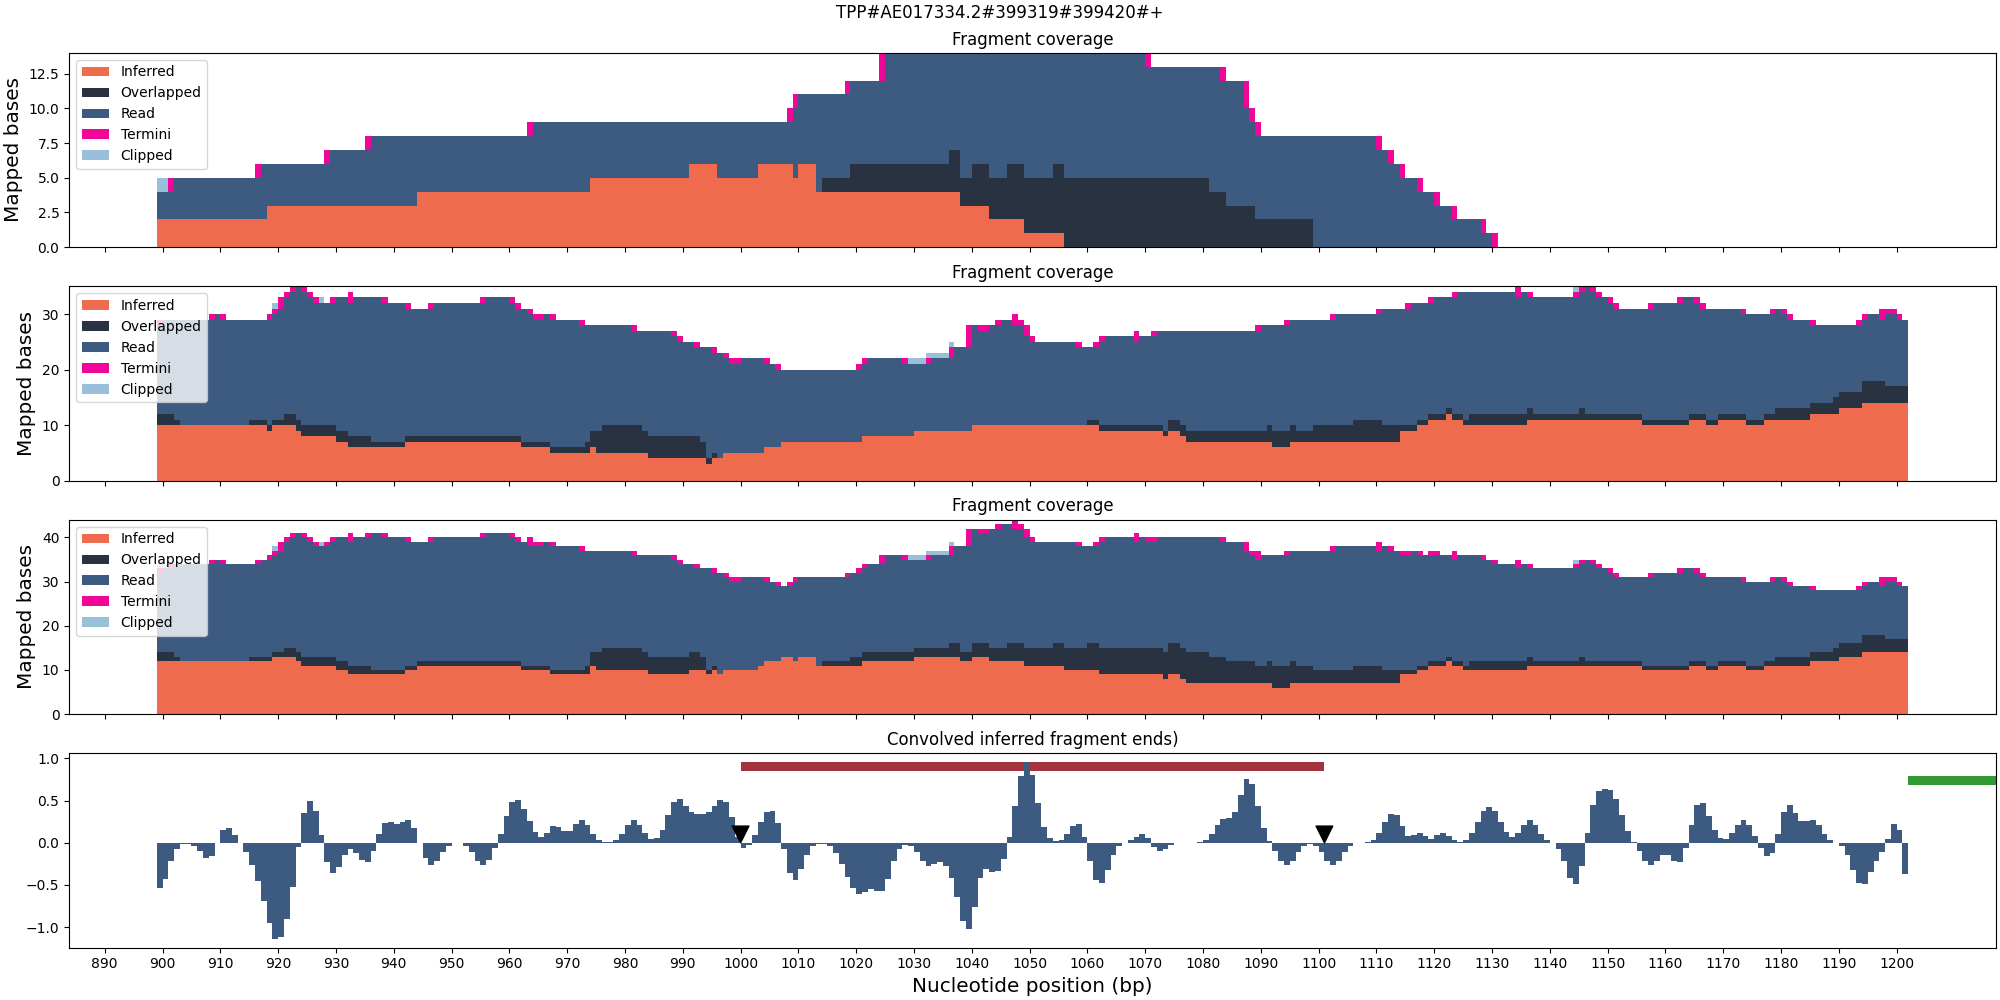 TPP#AE017334.2#399319#399420#+
Fragment coverage
Mapped bases
12.5
10.0
7.5
5.0
2.5
0.0
Inferred
Overlapped
Read
Termini
Clipped
Fragment coverage
Mapped bases
30
20
10
0
Inferred
Overlapped
Read
Termini
Clipped
Fragment coverage
Mapped bases
40
30
20
10
0
Inferred
Overlapped
Read
Termini
Clipped
Convolved inferred fragment ends)
1.0
0.5
0.0
−0.5
−1.0
890 900 910 920 930 940 950 960 970 980 990 1000 1010 1020 1030 1040 1050 1060 1070 1080 1090 1100 1110 1120 1130 1140 1150 1160 1170 1180 1190 1200
Nucleotide position (bp)